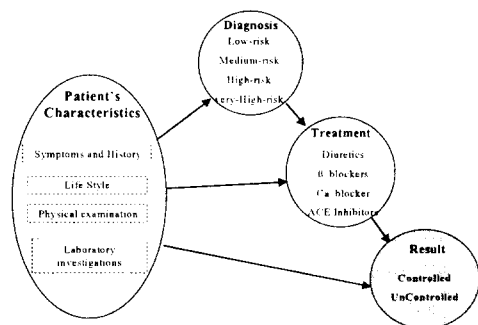 Diagnosis
Low-risk
Medium-risk
High-risk
very-High-risk
Patient's
Characteristics
Symptoms and History
Life Style
Physical examination
Laboratory
investigations
Treatment
Diuretics
B blockers
Ca blocker
ACE Inhibitors
Result
Controlled
UnControlled